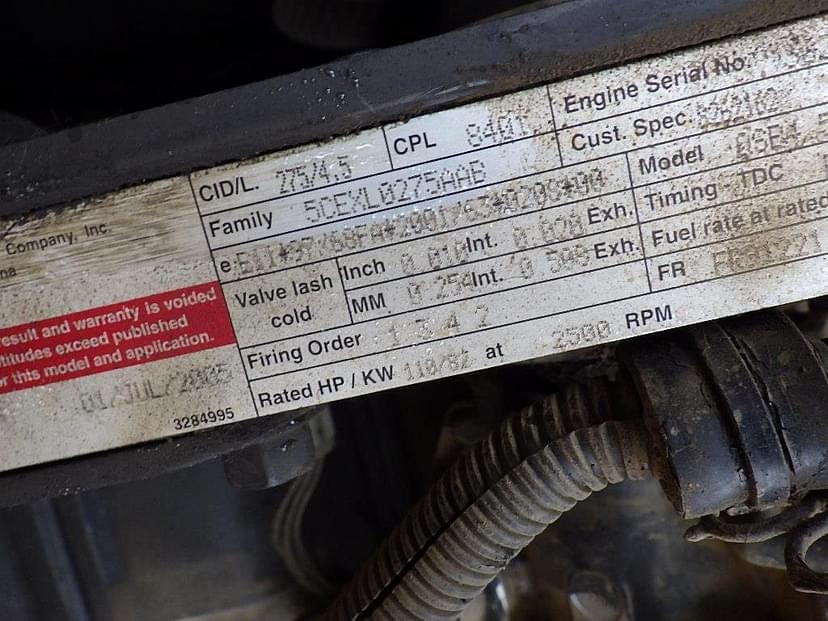 Company, Inc.
result and warranty is voided
altitudes exceed published
for this model and application.
01/JUL/2005
3284995
CID/L. 275/4.5
CPL 8401
Family 5CEXL0275AAB
Valve lash cold
Inch 0.010 Int. 0.020 Exh.
MM. 0.254 Int. 0.508 Exh.
Firing Order 1 3 4 2
Rated HP / KW 110/82 at 2500 RPM
Engine Serial No.
Cust. Spec.
Model
Timing - TDC
Fuel rate at rated
FR